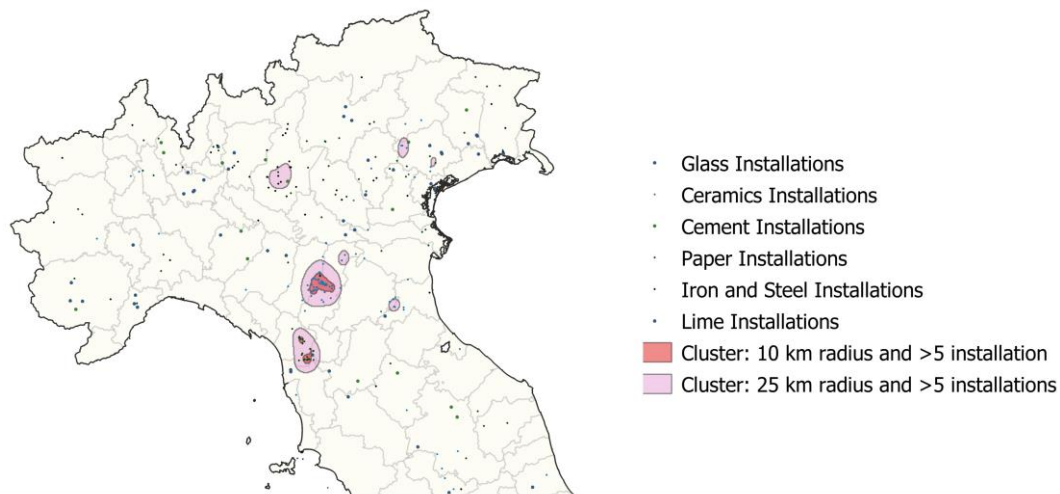 Glass Installations
Ceramics Installations
Cement Installations
Paper Installations
Iron and Steel Installations
Lime Installations
Cluster: 10 km radius and >5 installation
Cluster: 25 km radius and >5 installations